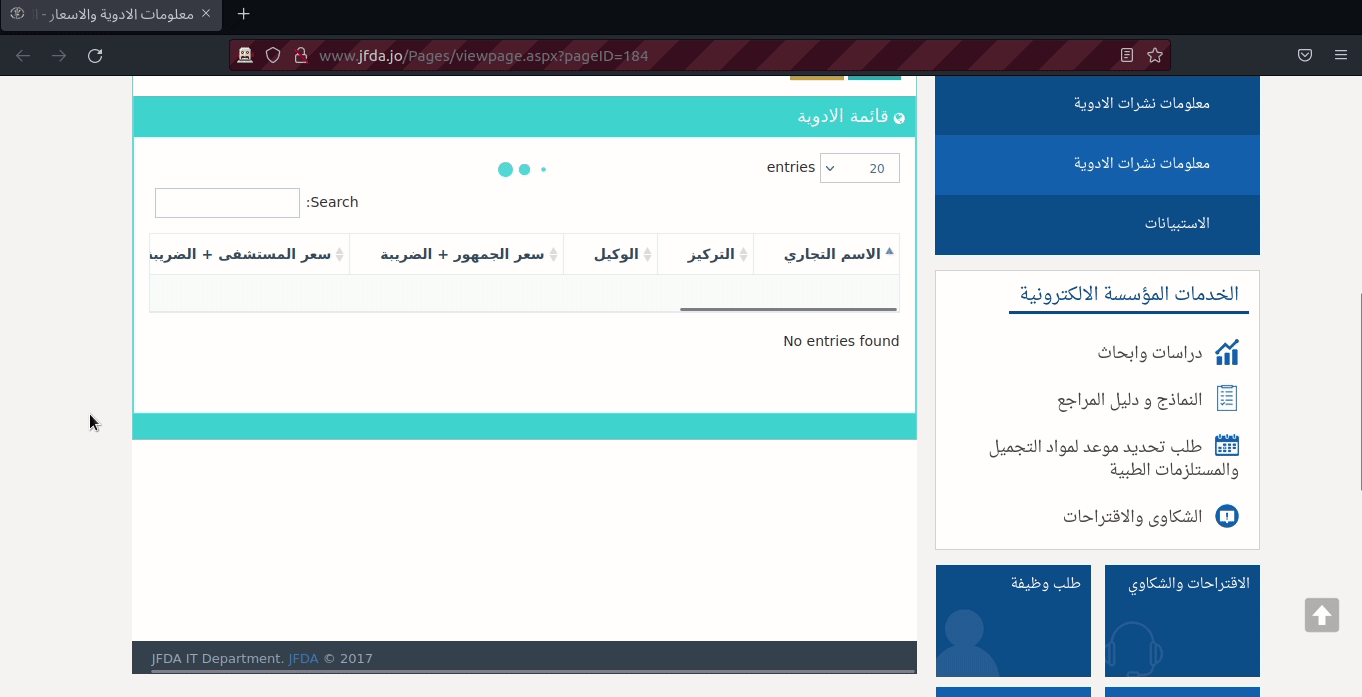 معلومات الادوية والاسعار -
www.jfda.jo/Pages/viewpage.aspx?pageID=184
معلومات نشرات الادوية
معلومات نشرات الادوية
الاستبيانات
قائمة الادوية
20 entries
Search:
الاسم التجاري
التركيز
الوكيل
سعر الجمهور + الضريبة
سعر المستشفى + الضريبة
No entries found
الخدمات المؤسسة الالكترونية
دراسات وابحاث
النماذج و دليل المراجع
طلب تحديد موعد لمواد التجميل
والمستلزمات الطبية
الشكاوى والاقتراحات
الاقتراحات والشكاوي
طلب وظيفة
JFDA IT Department. JFDA © 2017